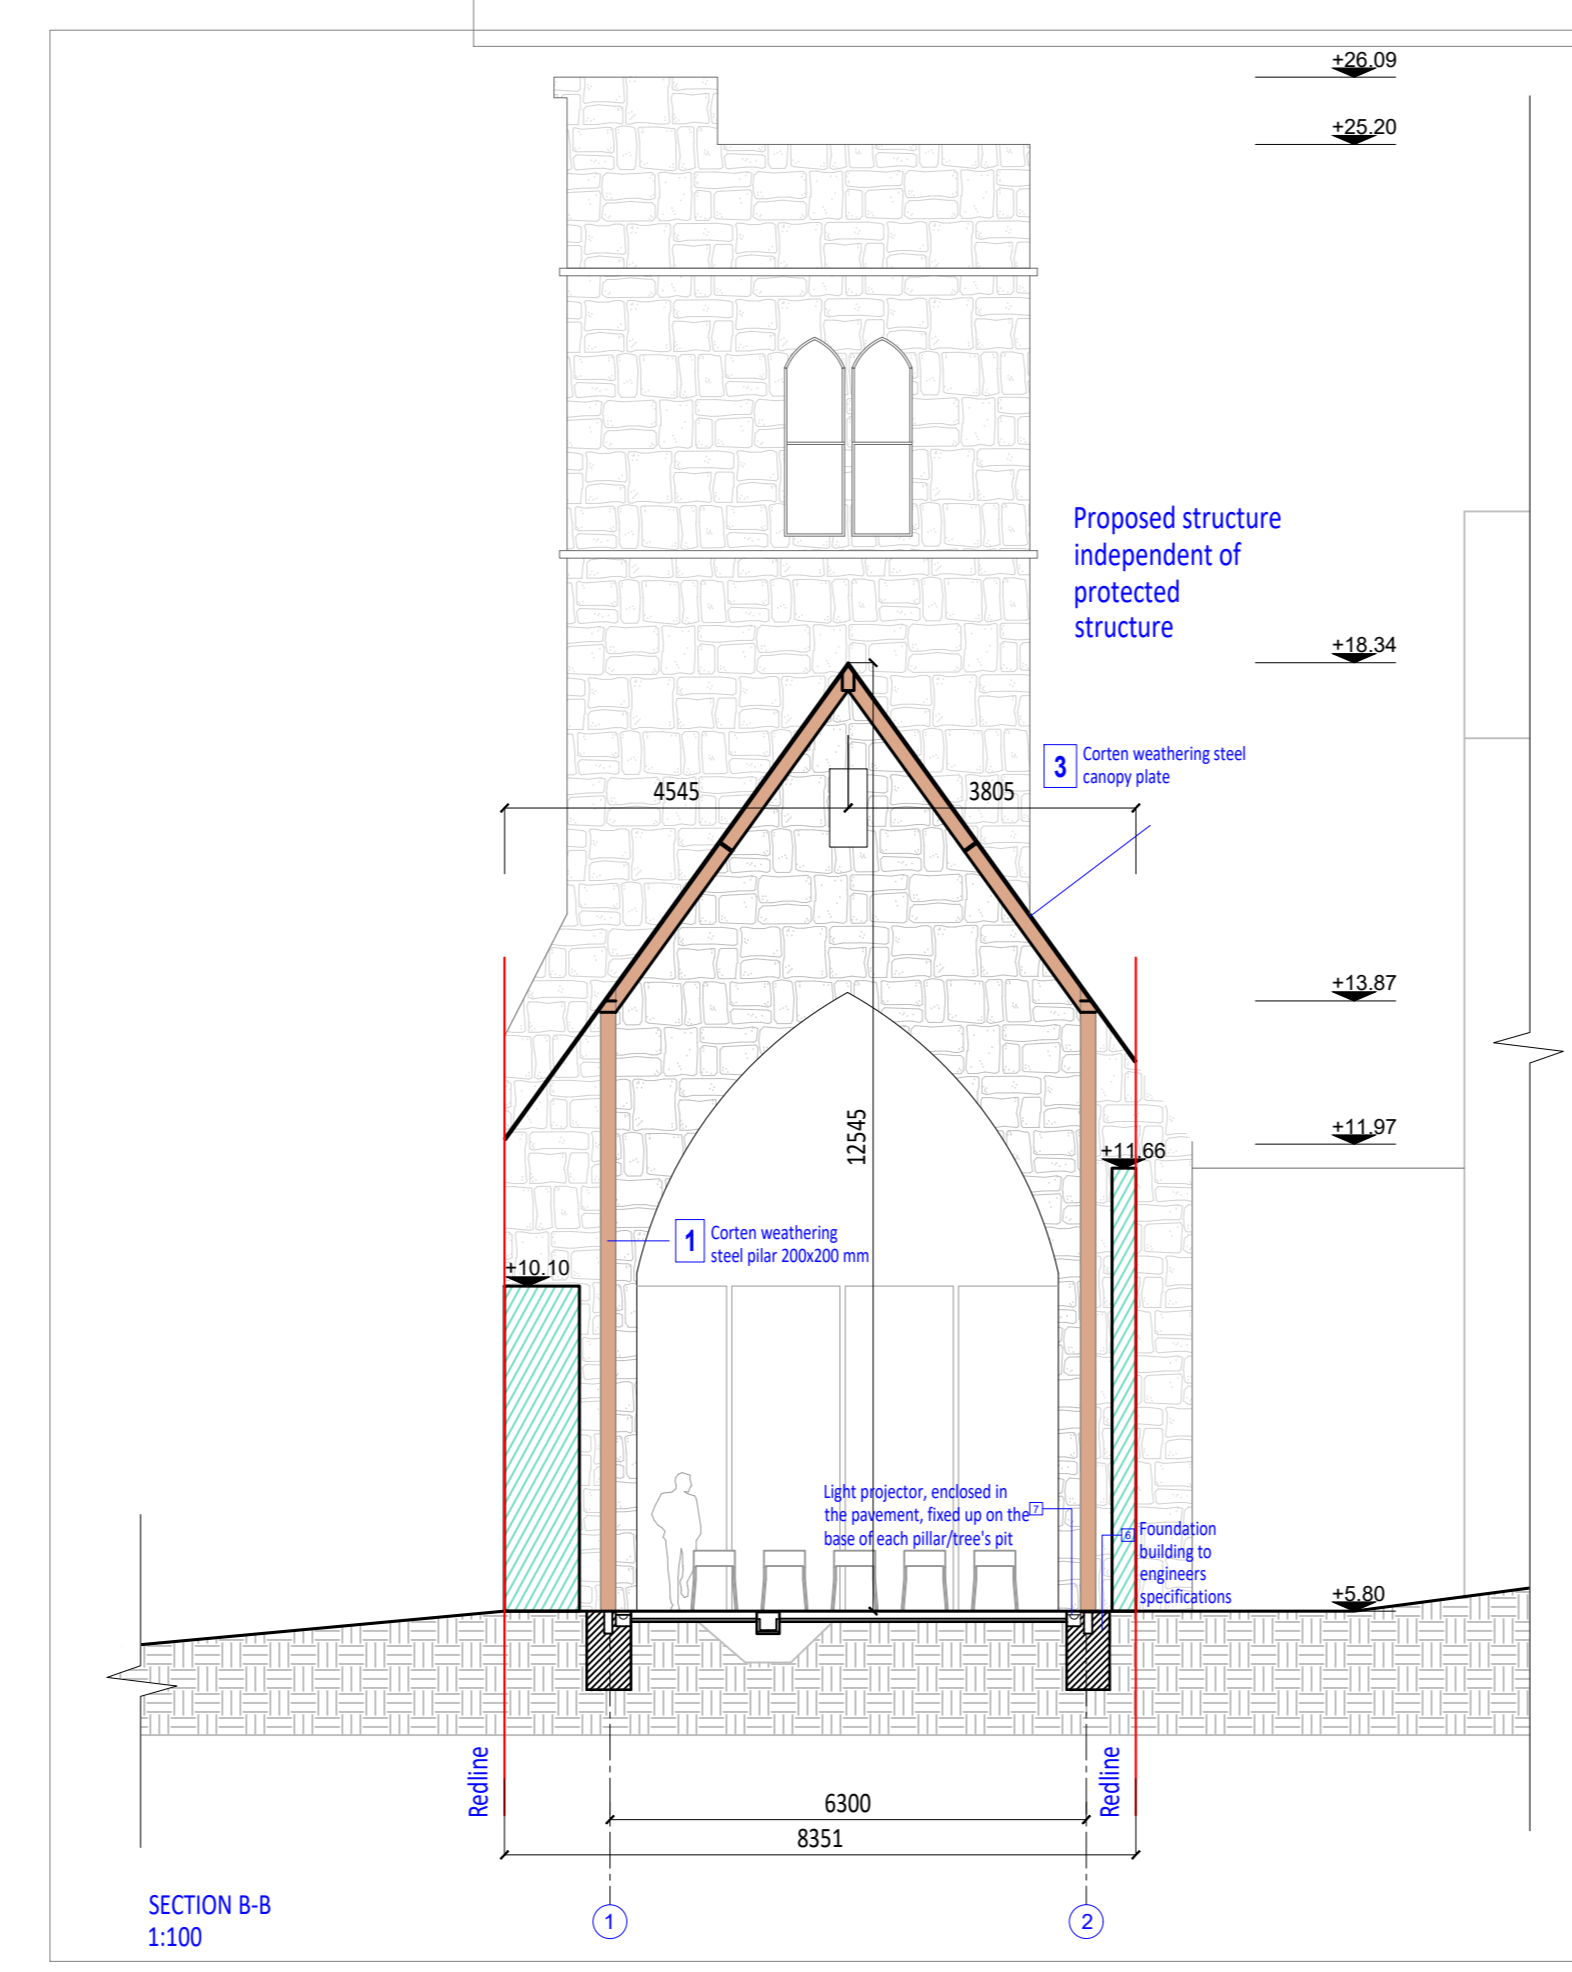 +26.09
+25.20
Proposed structure
independent of
protected
structure
+18.34
3
Corten weathering steel
canopy plate
4545
3805
+13.87
+11.97
+11.66
12545
1
Corten weathering
steel pilar 200x200 mm
+10.10
Light projector, enclosed in
the pavement, fixed up on the
base of each pillar/tree's pit
7
6
Foundation
building to
engineers
specifications
+5.80
Redline
Redline
6300
8351
SECTION B-B
1:100
1
2